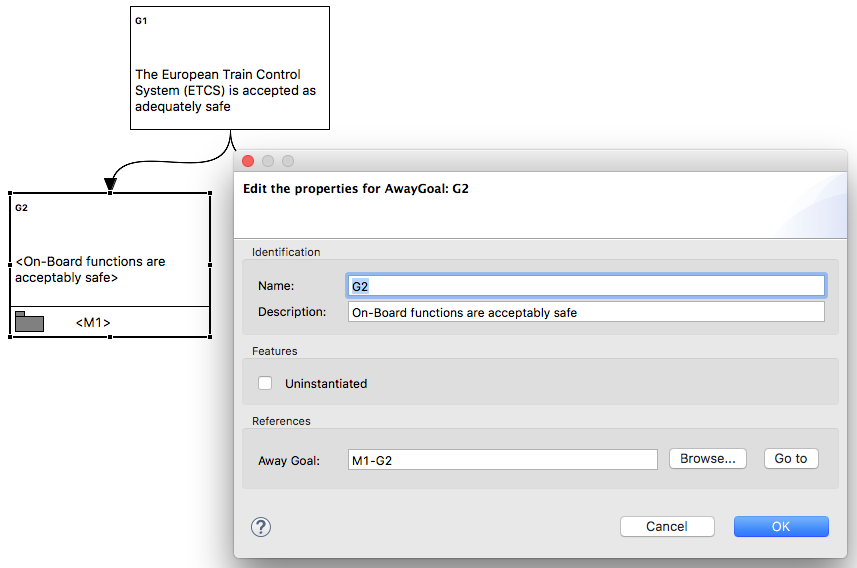 G1
The European Train Control
System (ETCS) is accepted as
adequately safe
G2
<On-Board functions are
acceptably safe>
<M1>
Edit the properties for AwayGoal: G2
Identification
Name: G2
Description: On-Board functions are acceptably safe
Features
Uninstantiated
References
Away Goal: M1-G2 Browse... Go to
? Cancel OK